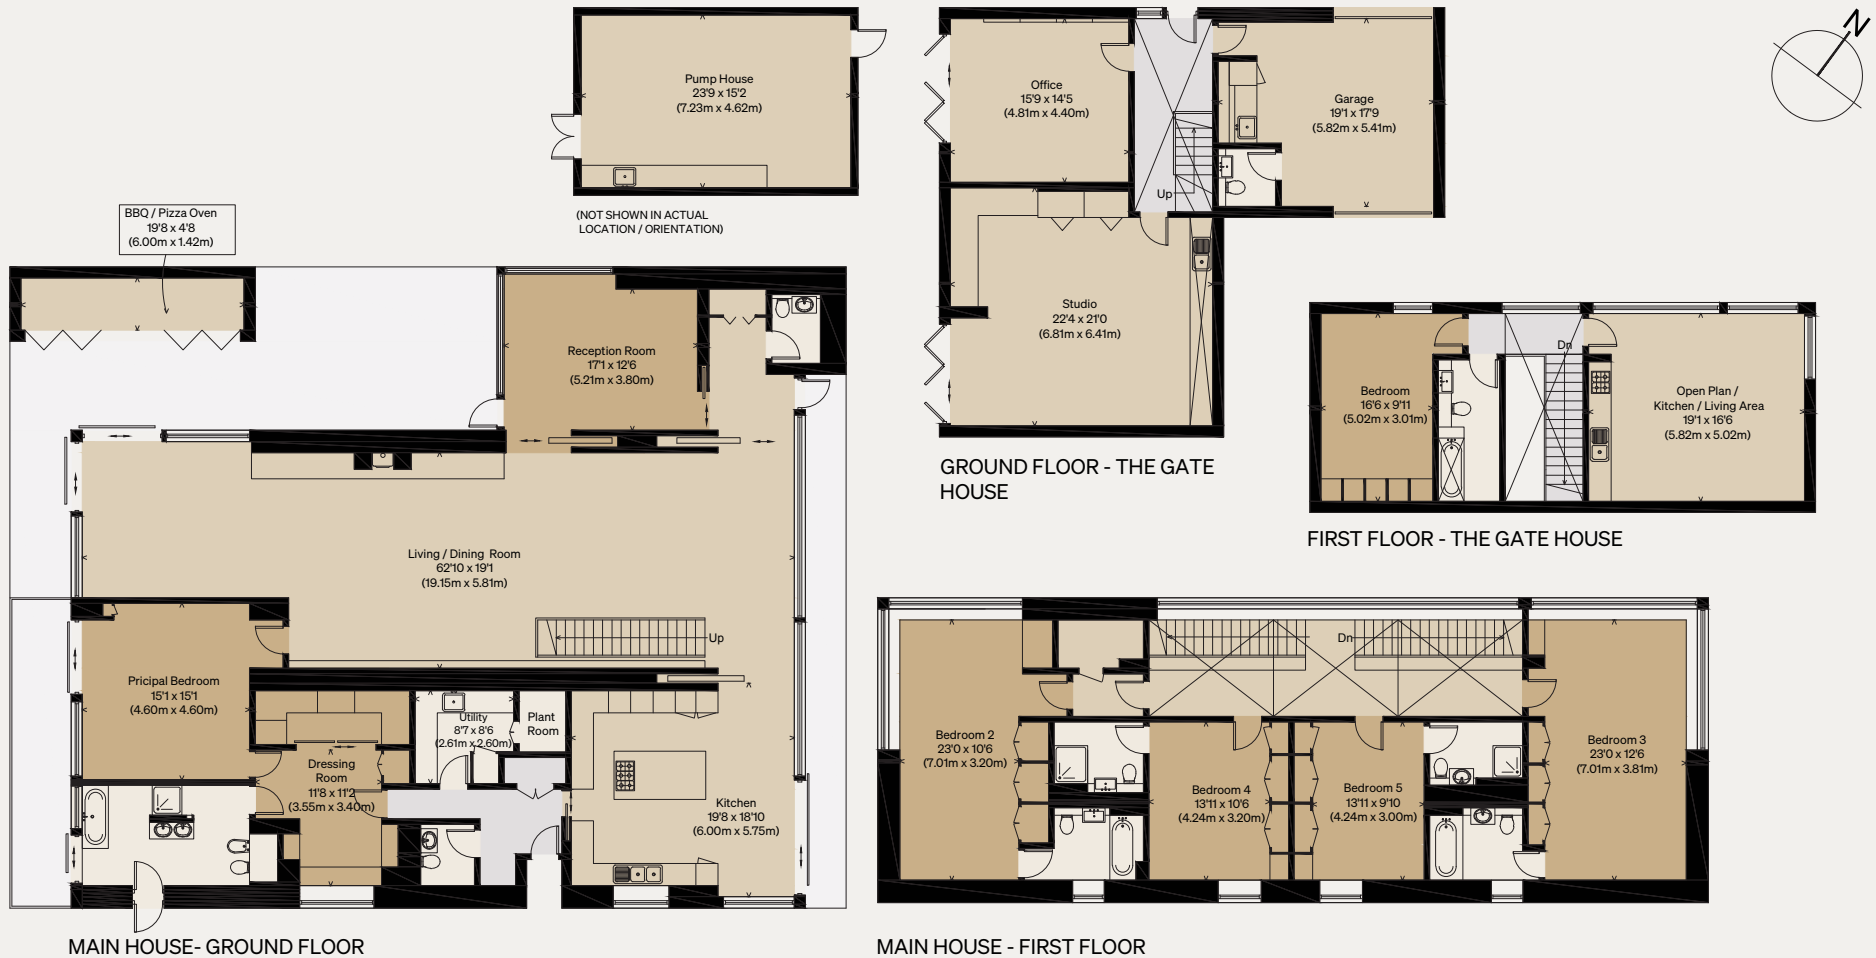 N
Pump House
23'9 x 15'2
(7.23m x 4.62m)
(NOT SHOWN IN ACTUAL
LOCATION / ORIENTATION)
Office
15'9 x 14'5
(4.81m x 4.40m)
Garage
19'1 x 17'9
(5.82m x 5.41m)
Up
Studio
22'4 x 21'0
(6.81m x 6.41m)
GROUND FLOOR - THE GATE
HOUSE
Bedroom
16'6 x 9'11
(5.02m x 3.01m)
Dn
Open Plan /
Kitchen / Living Area
19'1 x 16'6
(5.82m x 5.02m)
FIRST FLOOR - THE GATE HOUSE
BBQ / Pizza Oven
19'8 x 4'8
(6.00m x 1.42m)
Reception Room
17'1 x 12'6
(5.21m x 3.80m)
Living / Dining Room
62'10 x 19'1
(19.15m x 5.81m)
Up
Pricipal Bedroom
15'1 x 15'1
(4.60m x 4.60m)
Utility
8'7 x 8'6
(2.61m x 2.60m)
Plant
Room
Dressing
Room
11'8 x 11'2
(3.55m x 3.40m)
Kitchen
19'8 x 18'10
(6.00m x 5.75m)
MAIN HOUSE- GROUND FLOOR
Dn
Bedroom 2
23'0 x 10'6
(7.01m x 3.20m)
Bedroom 4
13'11 x 10'6
(4.24m x 3.20m)
Bedroom 5
13'11 x 9'10
(4.24m x 3.00m)
Bedroom 3
23'0 x 12'6
(7.01m x 3.81m)
MAIN HOUSE - FIRST FLOOR